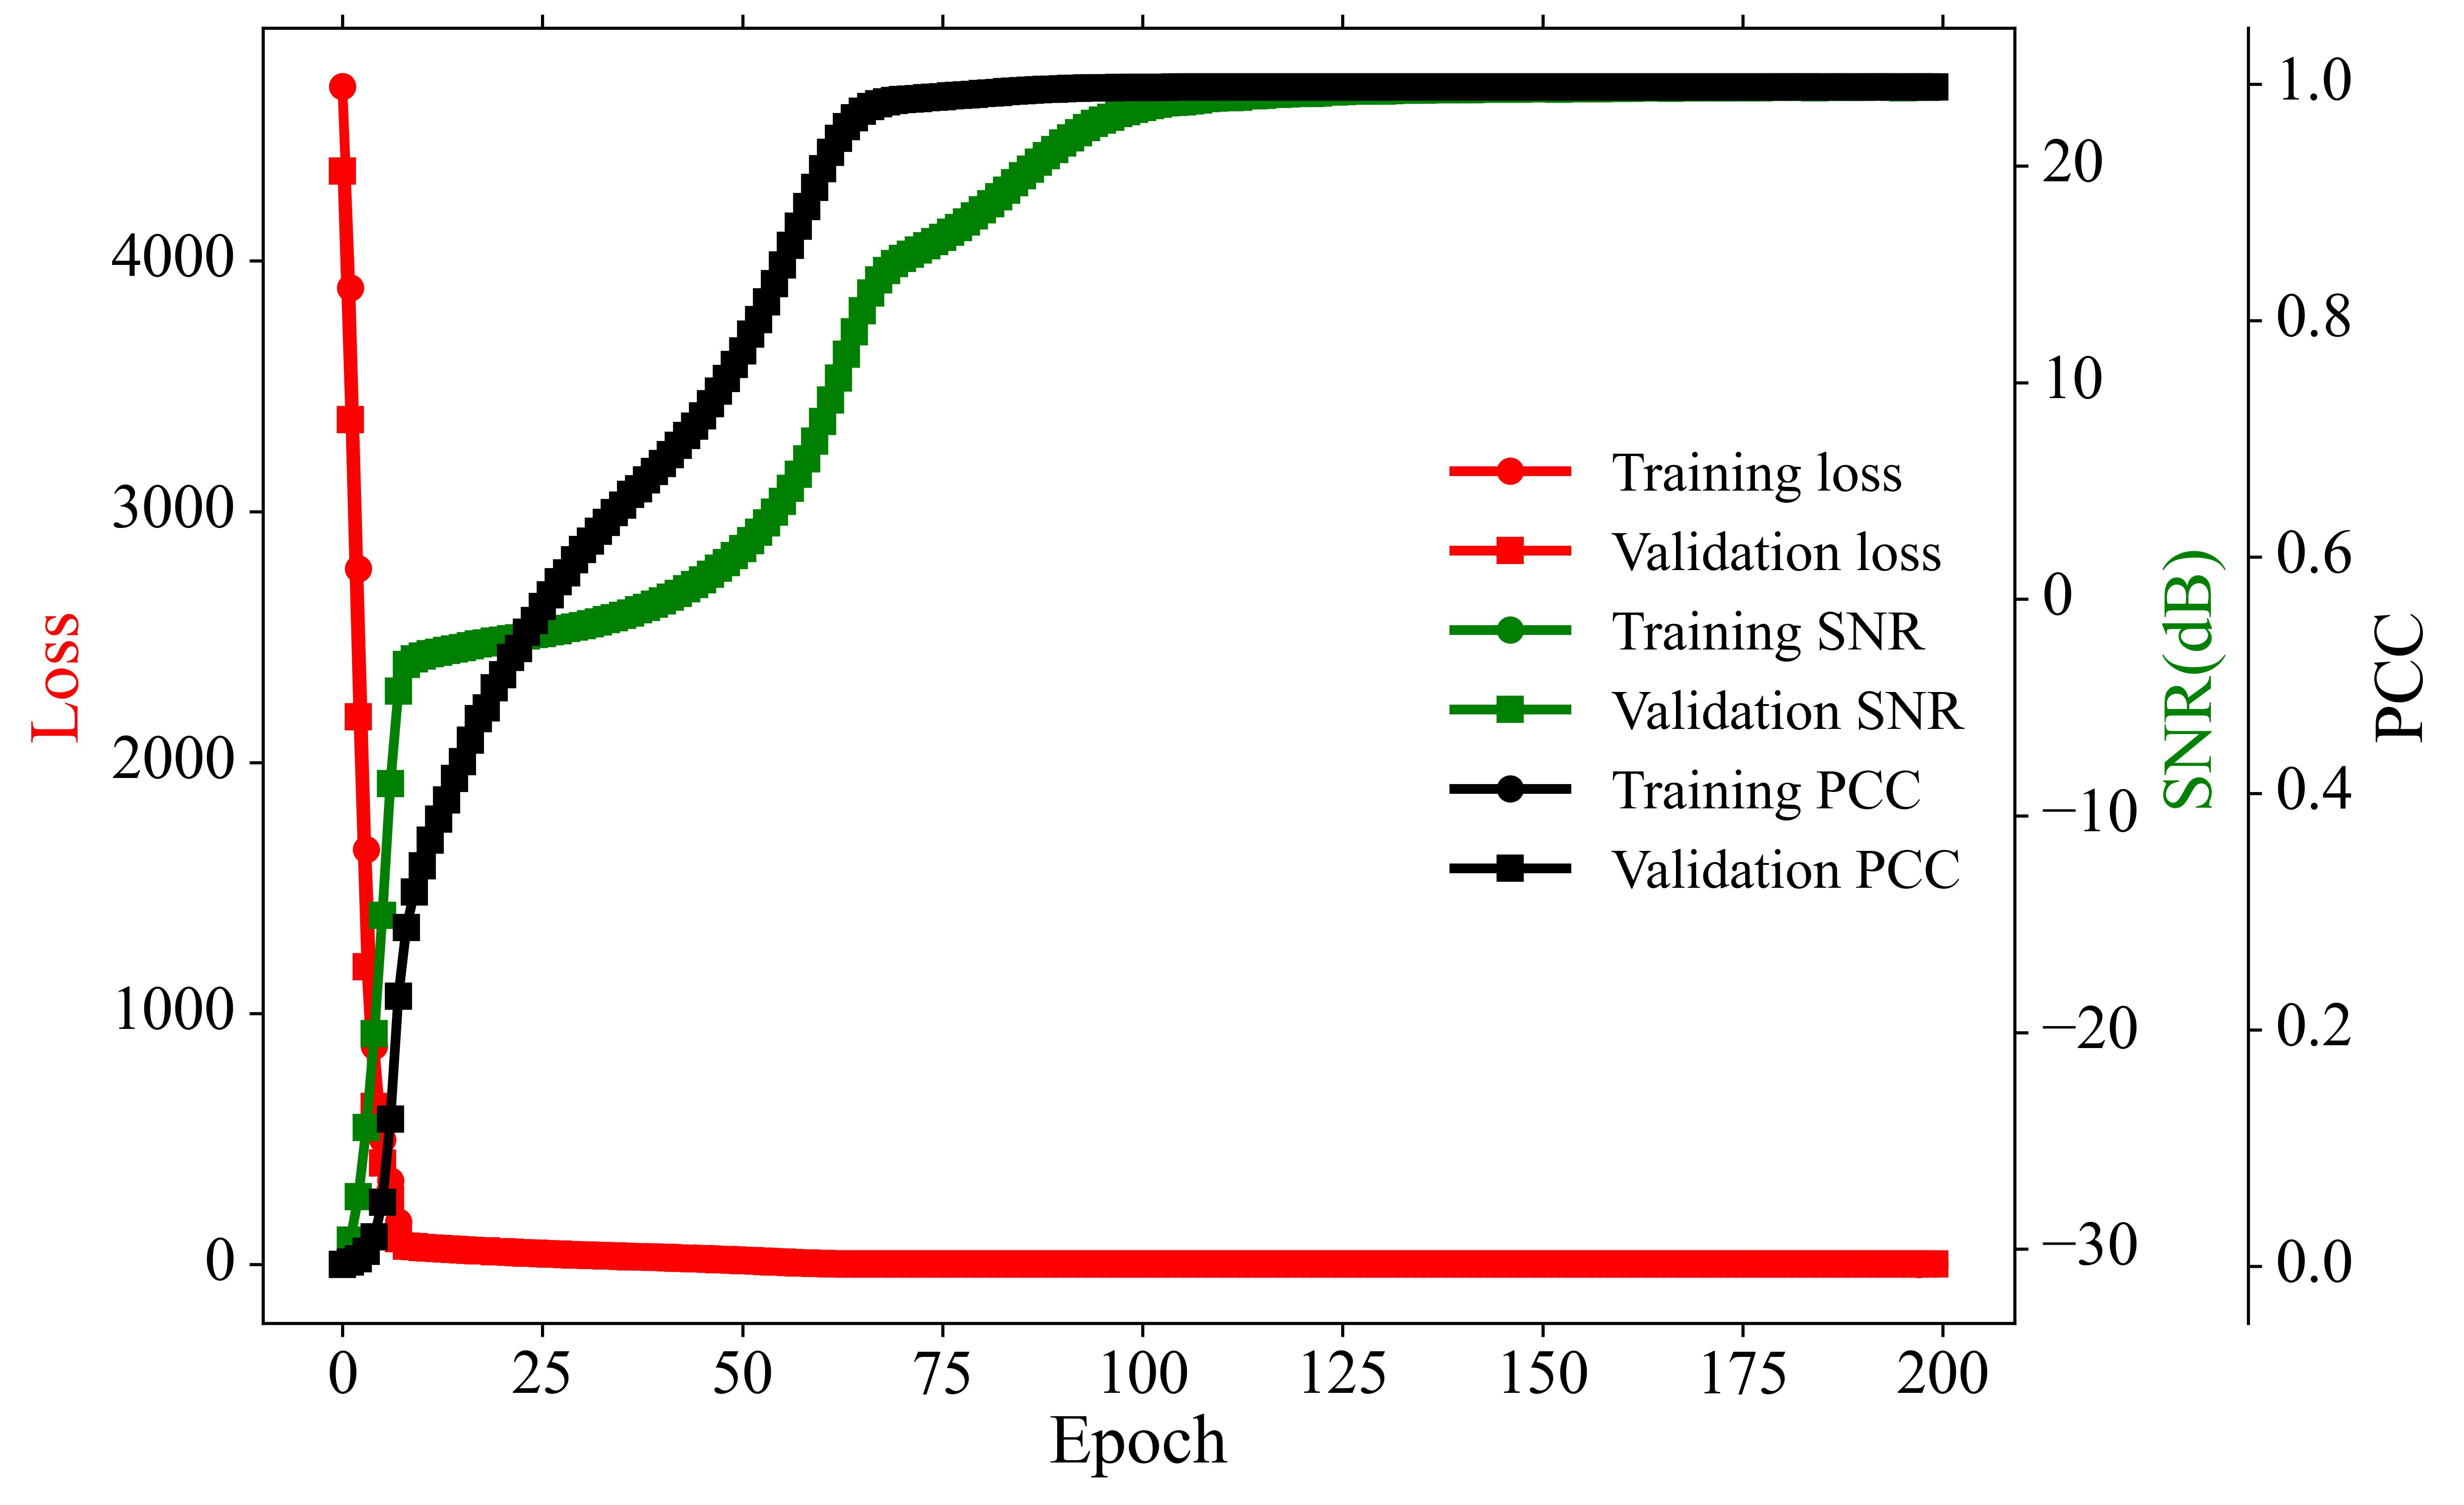 Loss
4000
3000
2000
1000
0
0 25 50 75 100 125 150 175 200
Epoch
Training loss
Validation loss
Training SNR
Validation SNR
Training PCC
Validation PCC
20
10
0
−10
−20
−30
SNR(dB)
1.0
0.8
0.6
0.4
0.2
0.0
PCC